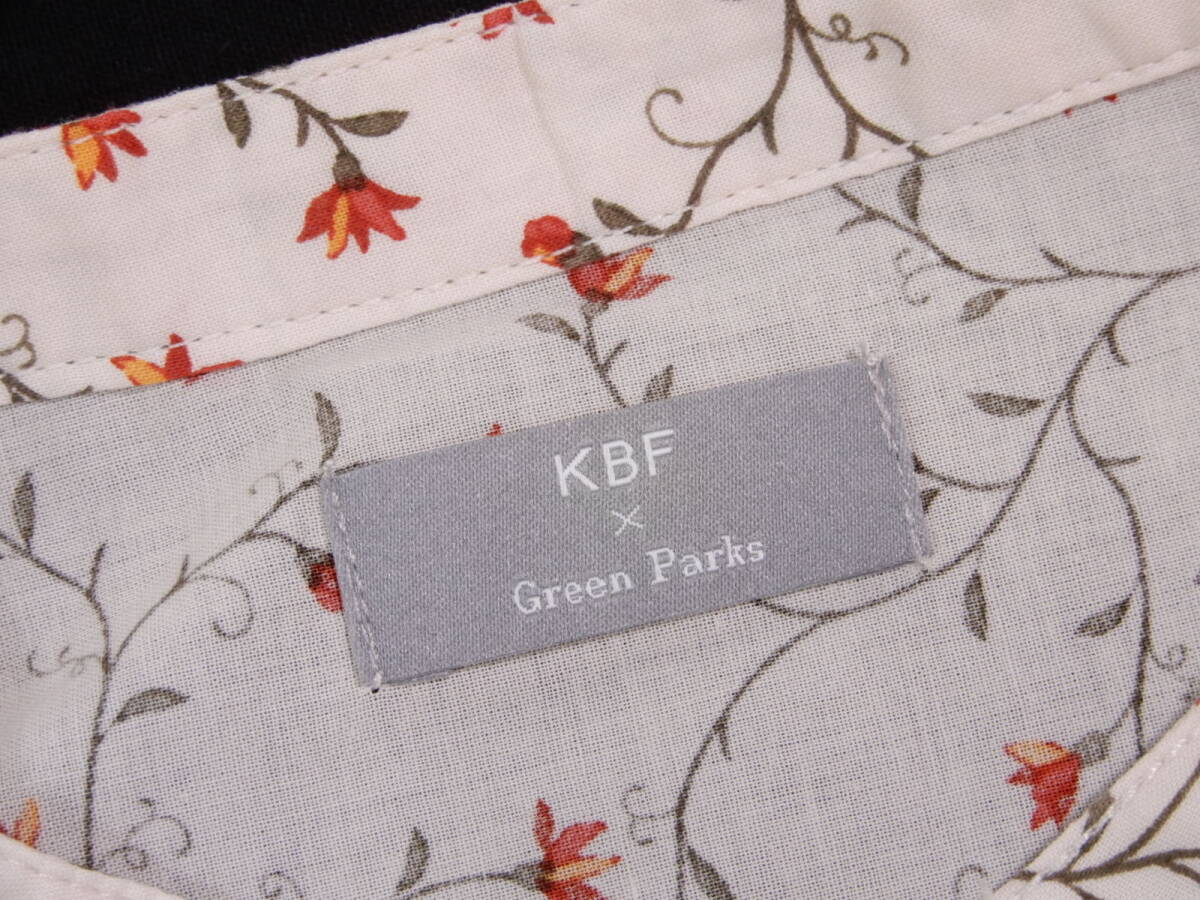 KBF
×
Green Parks